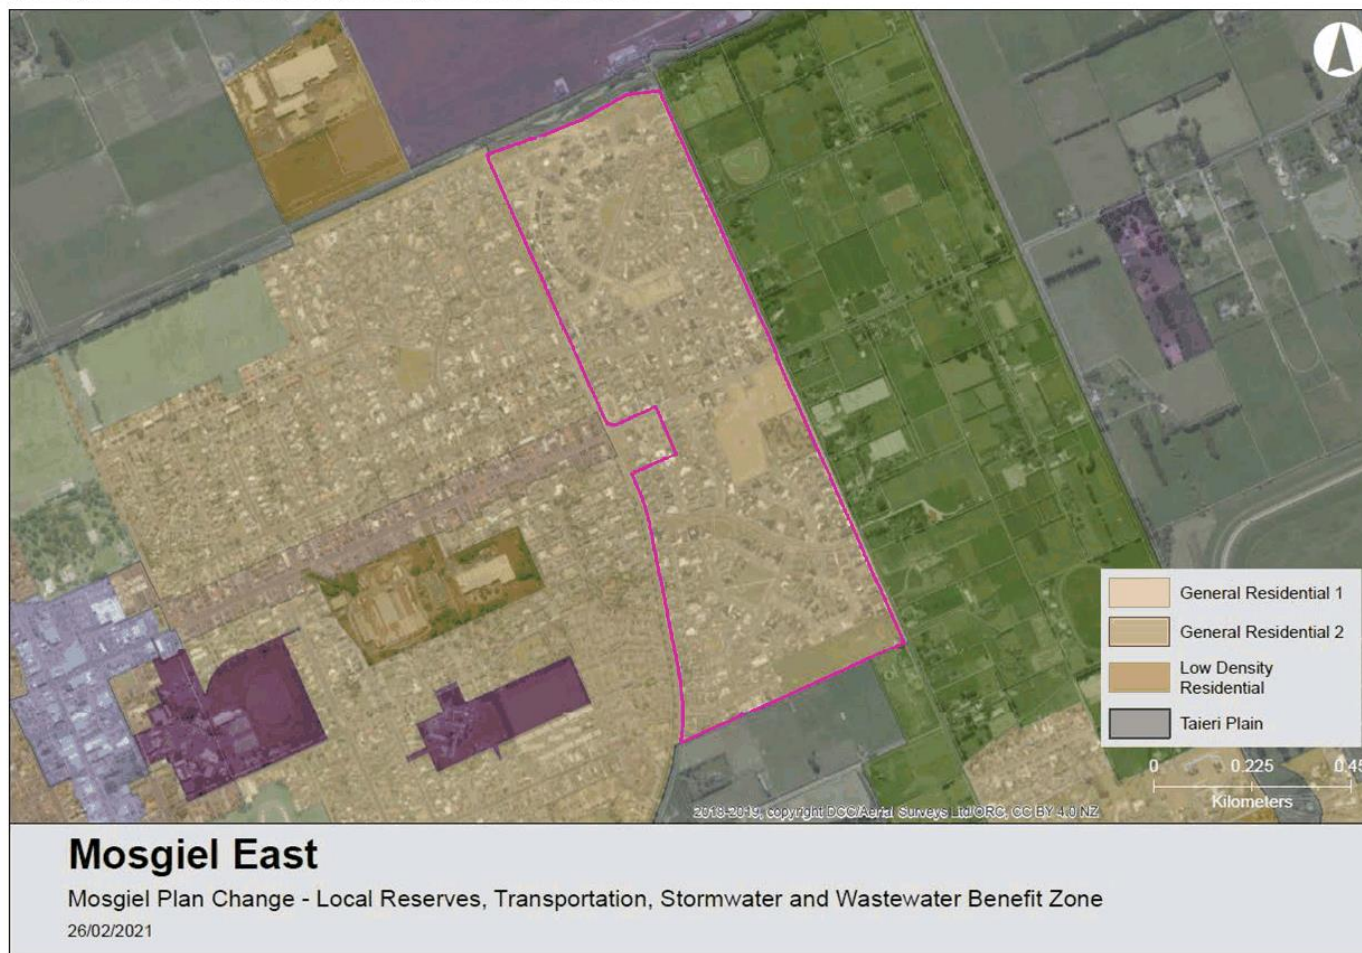 General Residential 1
General Residential 2
Low Density
Residential
Taieri Plain
0 0.225 0.45
Kilometers
2018-2019, copyright DCC/Aerial Surveys Ltd/ORC, CC BY 4.0 NZ
Mosgiel East
Mosgiel Plan Change - Local Reserves, Transportation, Stormwater and Wastewater Benefit Zone
26/02/2021